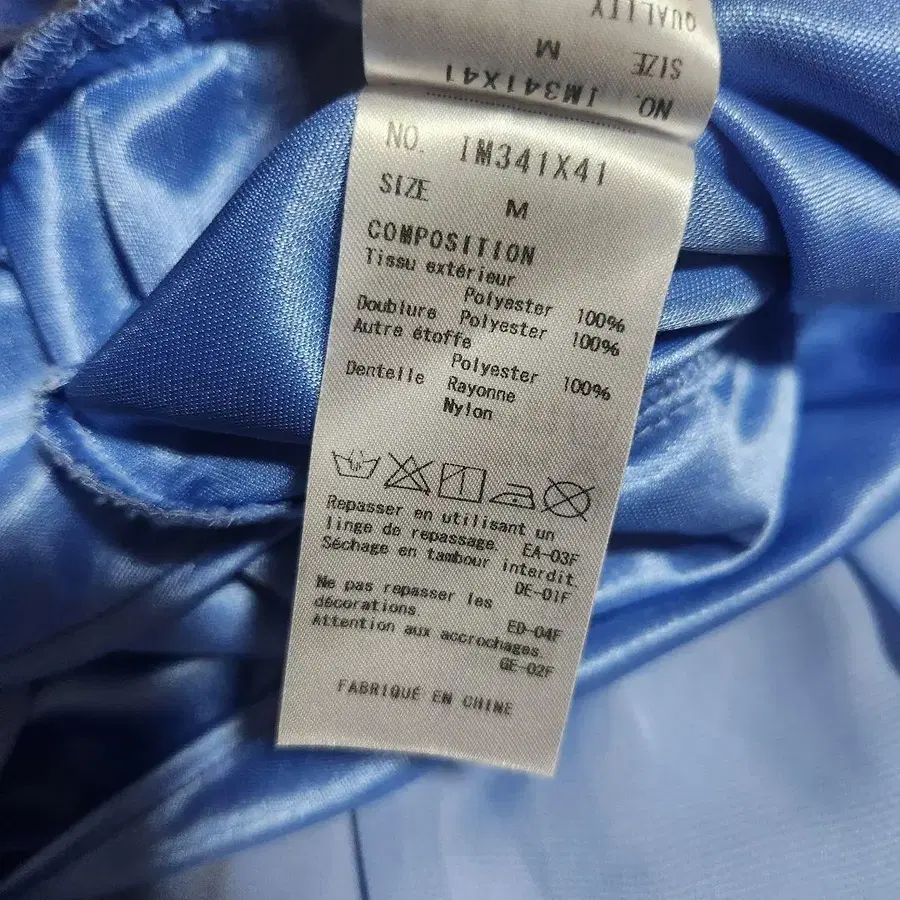 QUALITY
SIZE M
NO. IM341X41
NO. IM341X41
SIZE M
COMPOSITION
Tissu extérieur
Polyester 100%
Doublure Polyester 100%
Autre étoffe
Polyester 100%
Dentelle Rayonne
Nylon
Repasser en utilisant un
linge de repassage. EA-03F
Séchage en tambour interdit.
DE-01F
Ne pas repasser les
décorations.
ED-04F
Attention aux accrochages.
GE-02F
FABRIQUÉ EN CHINE